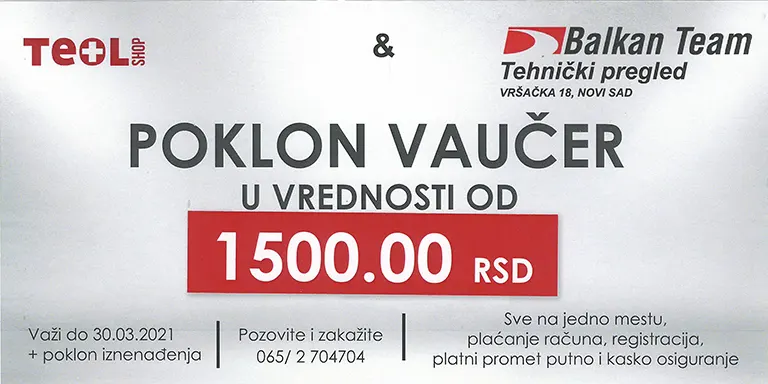 TEOL SHOP
&
Balkan Team
Tehnički pregled
VRŠAČKA 18, NOVI SAD
POKLON VAUČER
U VREDNOSTI OD
1500.00 RSD
Važi do 30.03.2021
+ poklon iznenađenja
Pozovite i zakažite
065/ 2 704704
Sve na jedno mestu,
plaćanje računa, registracija,
platni promet putno i kasko osiguranje